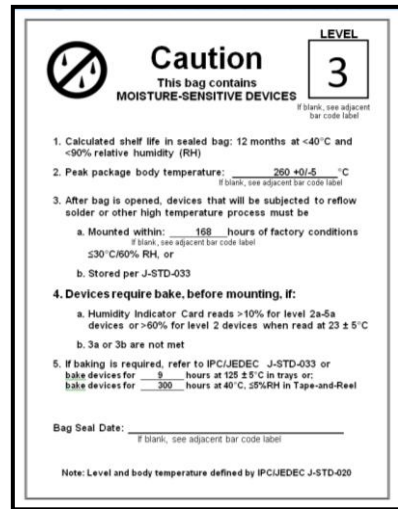 LEVEL
3
Caution
This bag contains
MOISTURE-SENSITIVE DEVICES
If blank, see adjacent
bar code label
1. Calculated shelf life in sealed bag: 12 months at <40°C and
<90% relative humidity (RH)
2. Peak package body temperature: 260 +0/-5 °C
If blank, see adjacent bar code label
3. After bag is opened, devices that will be subjected to reflow
solder or other high temperature process must be
a. Mounted within: 168 hours of factory conditions
If blank, see adjacent bar code label
≤30°C/60% RH, or
b. Stored per J-STD-033
4. Devices require bake, before mounting, if:
a. Humidity Indicator Card reads >10% for level 2a-5a
devices or >60% for level 2 devices when read at 23 ± 5°C
b. 3a or 3b are not met
5. If baking is required, refer to IPC/JEDEC J-STD-033 or
bake devices for 9 hours at 125 ± 5°C in trays or;
bake devices for 300 hours at 40°C, ≤5%RH in Tape-and-Reel
Bag Seal Date:
If blank, see adjacent bar code label
Note: Level and body temperature defined by IPC/JEDEC J-STD-020